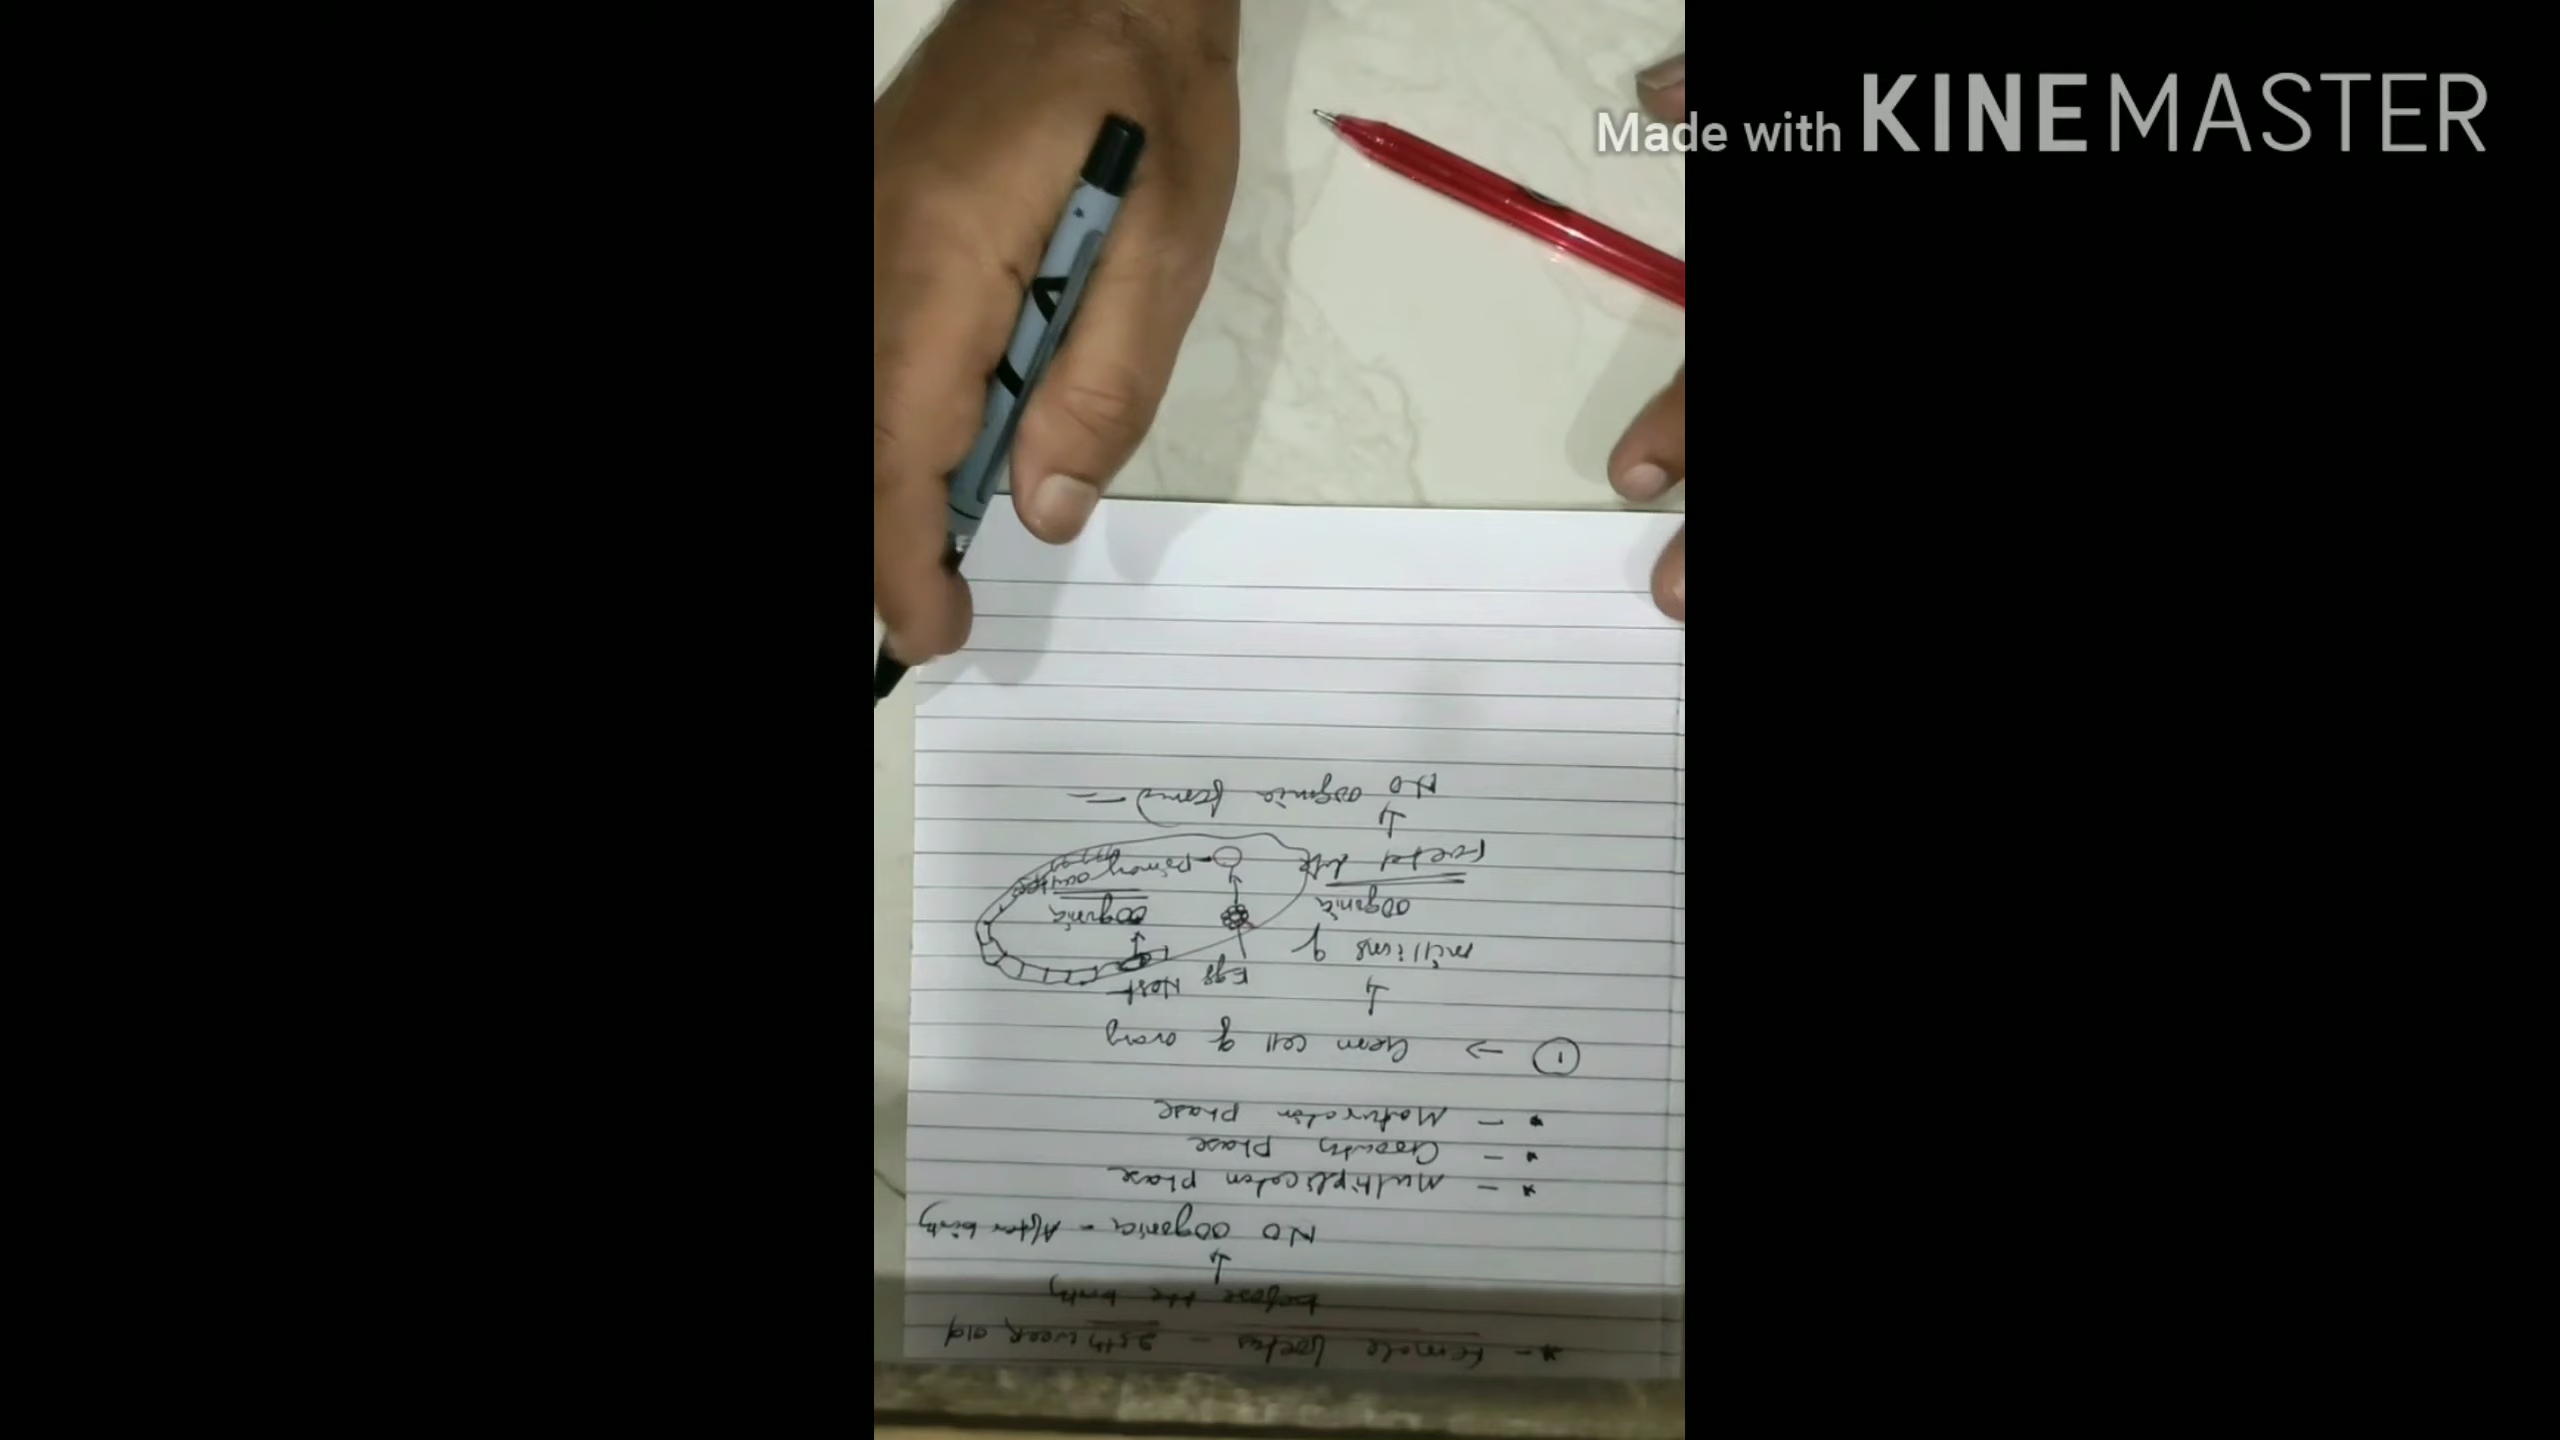 Made with KINEMASTER
* - Female foetus - 25th week old
before the birth
↓
No oogonia - After birth
* - Multiplication phase
* - Growth phase
* - Maturation phase
① → Germ cell of ovary
↓
Egg Nest
millions of
oogonia
oogonia
Foetal life
primary oocytes
↓
No oogonia formed =